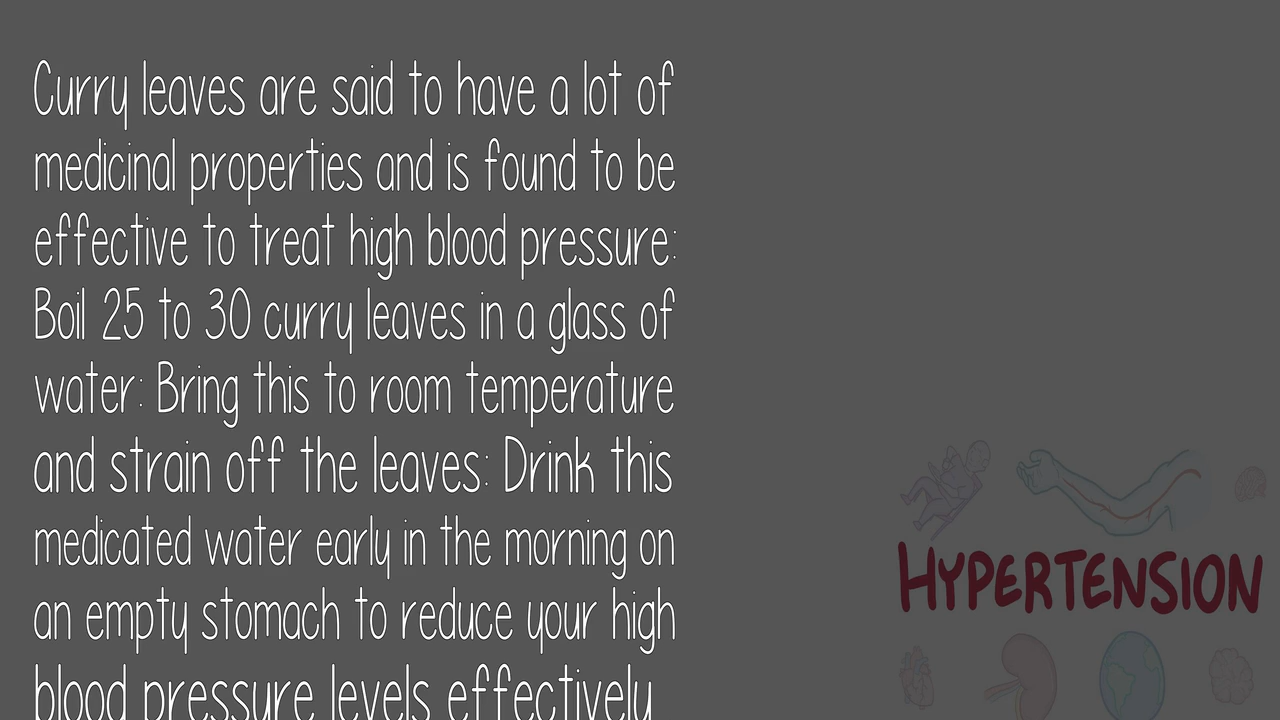 Curry leaves are said to have a lot of
medicinal properties and is found to be
effective to treat high blood pressure:
Boil 25 to 30 curry leaves in a glass of
water: Bring this to room temperature
and strain off the leaves: Drink this
medicated water early in the morning on
an empty stomach to reduce your high
blood pressure levels effectively
HYPERTENSION